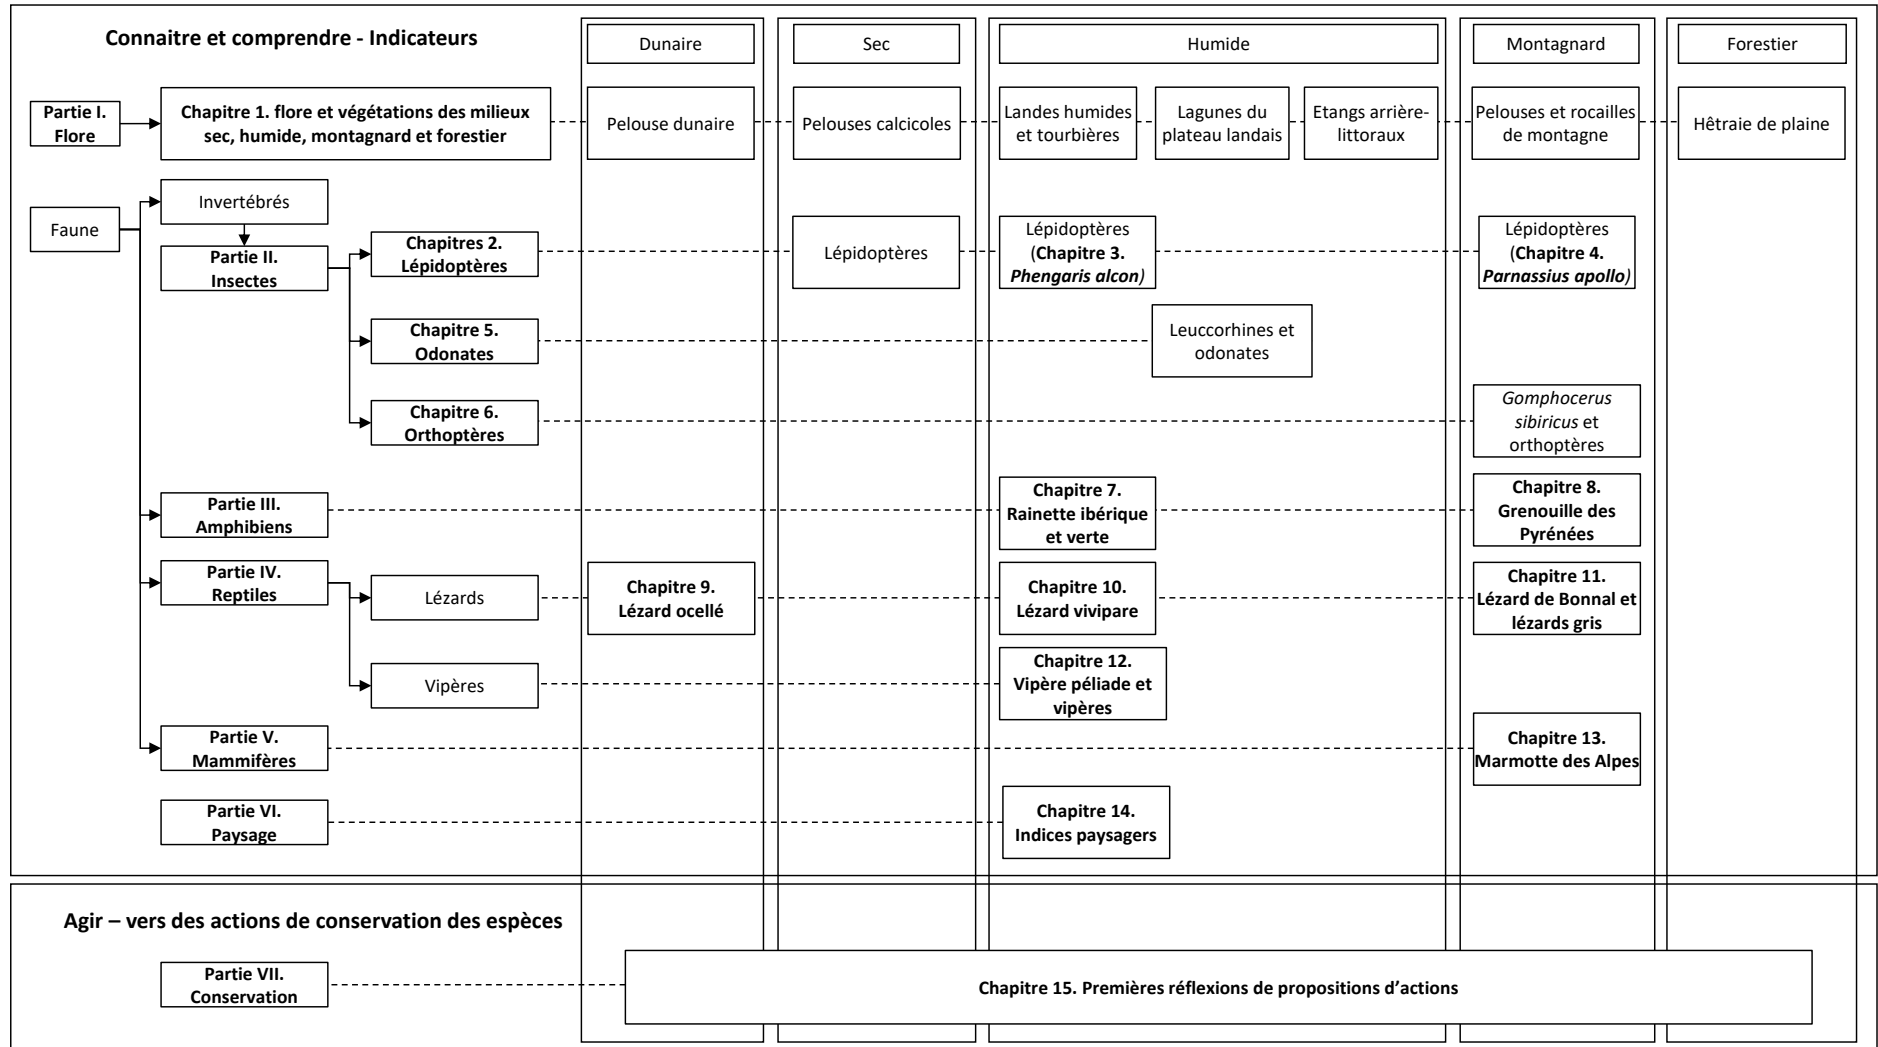 Connaitre et comprendre - Indicateurs
Dunaire
Sec
Humide
Montagnard
Forestier
Partie I.
Flore
Chapitre 1. flore et végétations des milieux
sec, humide, montagnard et forestier
Pelouse dunaire
Pelouses calcicoles
Landes humides
et tourbières
Lagunes du
plateau landais
Etangs arrière-
littoraux
Pelouses et rocailles
de montagne
Hêtraie de plaine
Faune
Invertébrés
Partie II.
Insectes
Chapitres 2.
Lépidoptères
Lépidoptères
Lépidoptères
(Chapitre 3.
Phengaris alcon)
Lépidoptères
(Chapitre 4.
Parnassius apollo)
Chapitre 5.
Odonates
Leuccorhines et
odonates
Chapitre 6.
Orthoptères
Gomphocerus
sibiricus et
orthoptères
Partie III.
Amphibiens
Chapitre 7.
Rainette ibérique
et verte
Chapitre 8.
Grenouille des
Pyrénées
Partie IV.
Reptiles
Lézards
Chapitre 9.
Lézard ocellé
Chapitre 10.
Lézard vivipare
Chapitre 11.
Lézard de Bonnal et
lézards gris
Vipères
Chapitre 12.
Vipère péliade et
vipères
Partie V.
Mammifères
Chapitre 13.
Marmotte des Alpes
Partie VI.
Paysage
Chapitre 14.
Indices paysagers
Agir – vers des actions de conservation des espèces
Partie VII.
Conservation
Chapitre 15. Premières réflexions de propositions d'actions